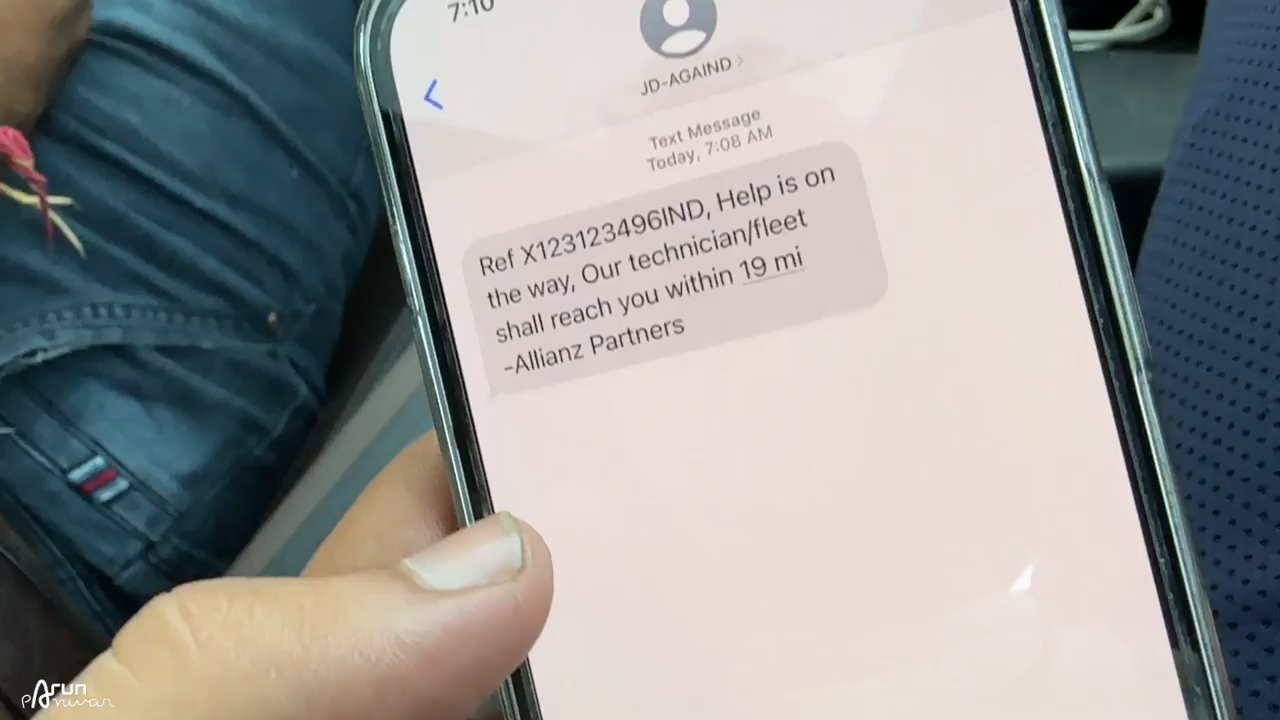 7:10
JD-AGAIND
Text Message
Today, 7:08 AM
Ref X123123496IND, Help is on
the way, Our technician/fleet
shall reach you within 19 mi
-Allianz Partners
Arun
Panwar